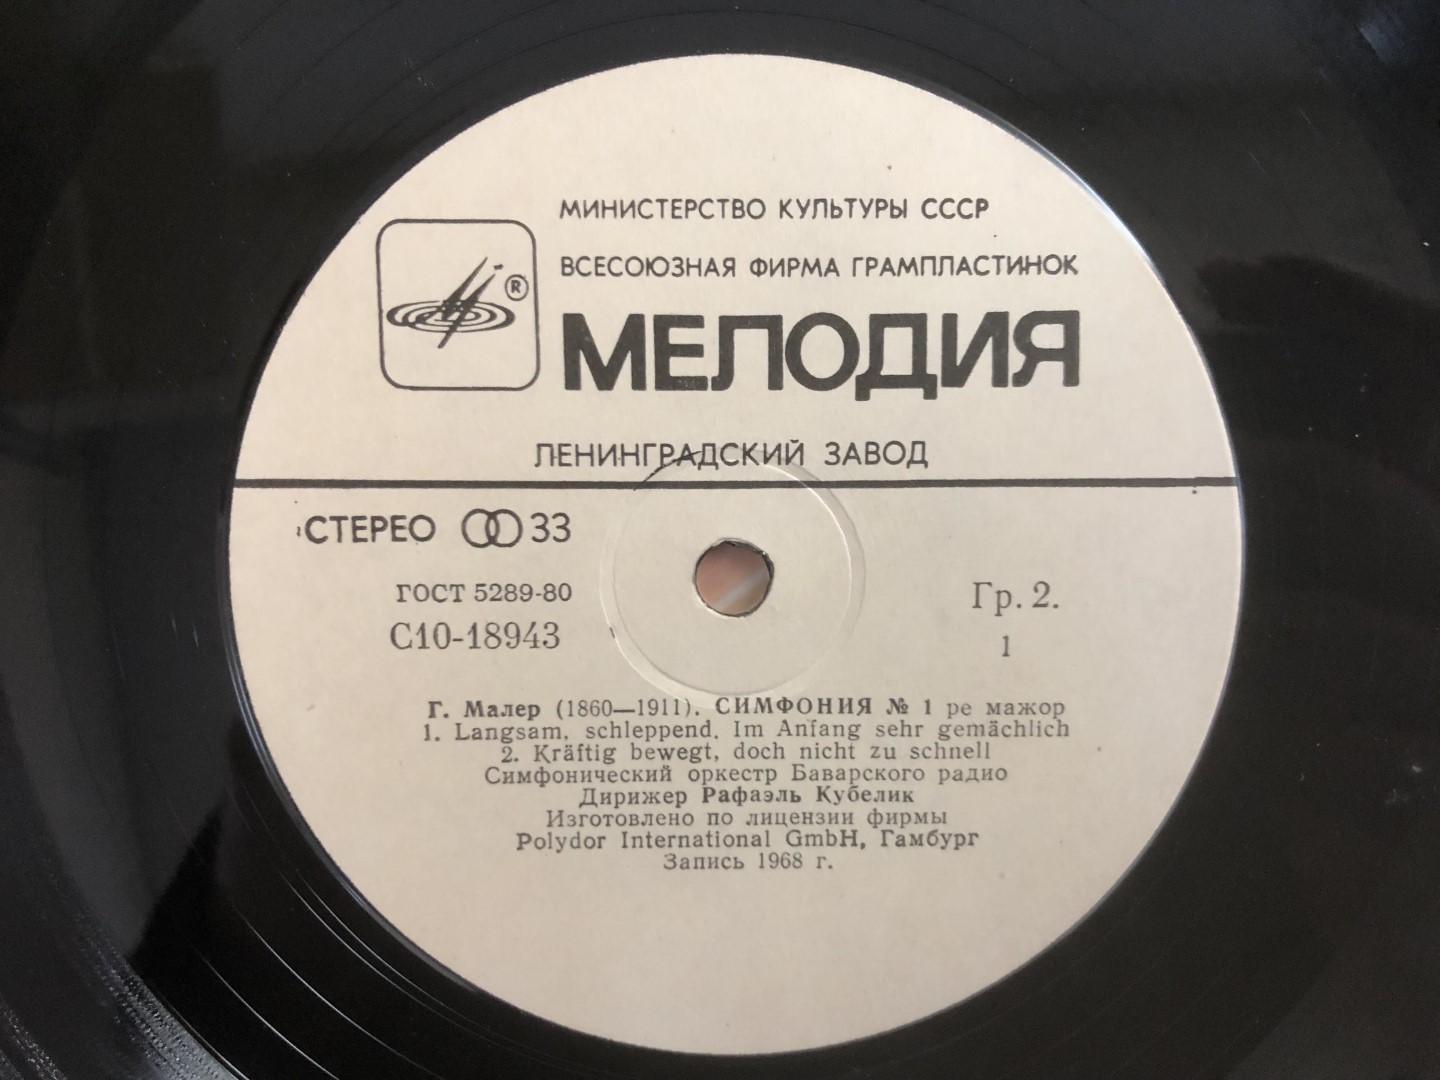 МИНИСТЕРСТВО КУЛЬТУРЫ СССР
ВСЕСОЮЗНАЯ ФИРМА ГРАМПЛАСТИНОК
®
МЕЛОДИЯ
ЛЕНИНГРАДСКИЙ ЗАВОД
СТЕРЕО 33
ГОСТ 5289-80
С10-18943
Гр. 2.
1
Г. Малер (1860—1911). СИМФОНИЯ № 1 ре мажор
1. Langsam, schleppend. Im Anfang sehr gemächlich
2. Kräftig bewegt, doch nicht zu schnell
Симфонический оркестр Баварского радио
Дирижер Рафаэль Кубелик
Изготовлено по лицензии фирмы
Polydor International GmbH, Гамбург
Запись 1968 г.